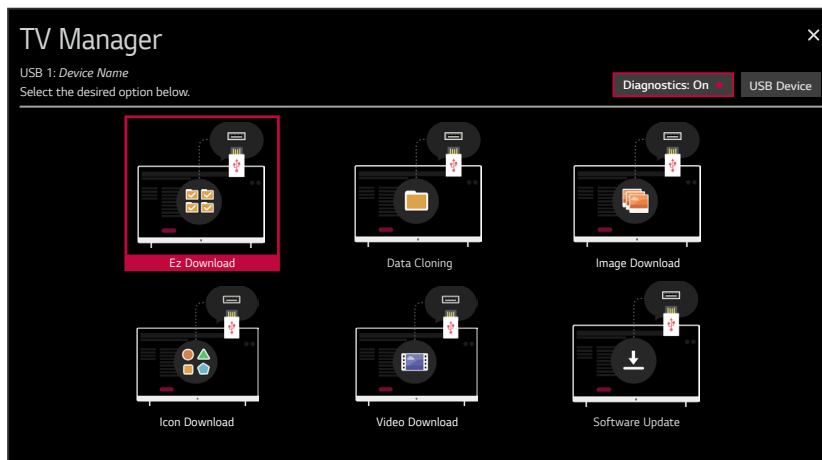 TV Manager
USB 1: Device Name
Select the desired option below.
Diagnostics: On
USB Device
Ez Download
Data Cloning
Image Download
Icon Download
Video Download
Software Update